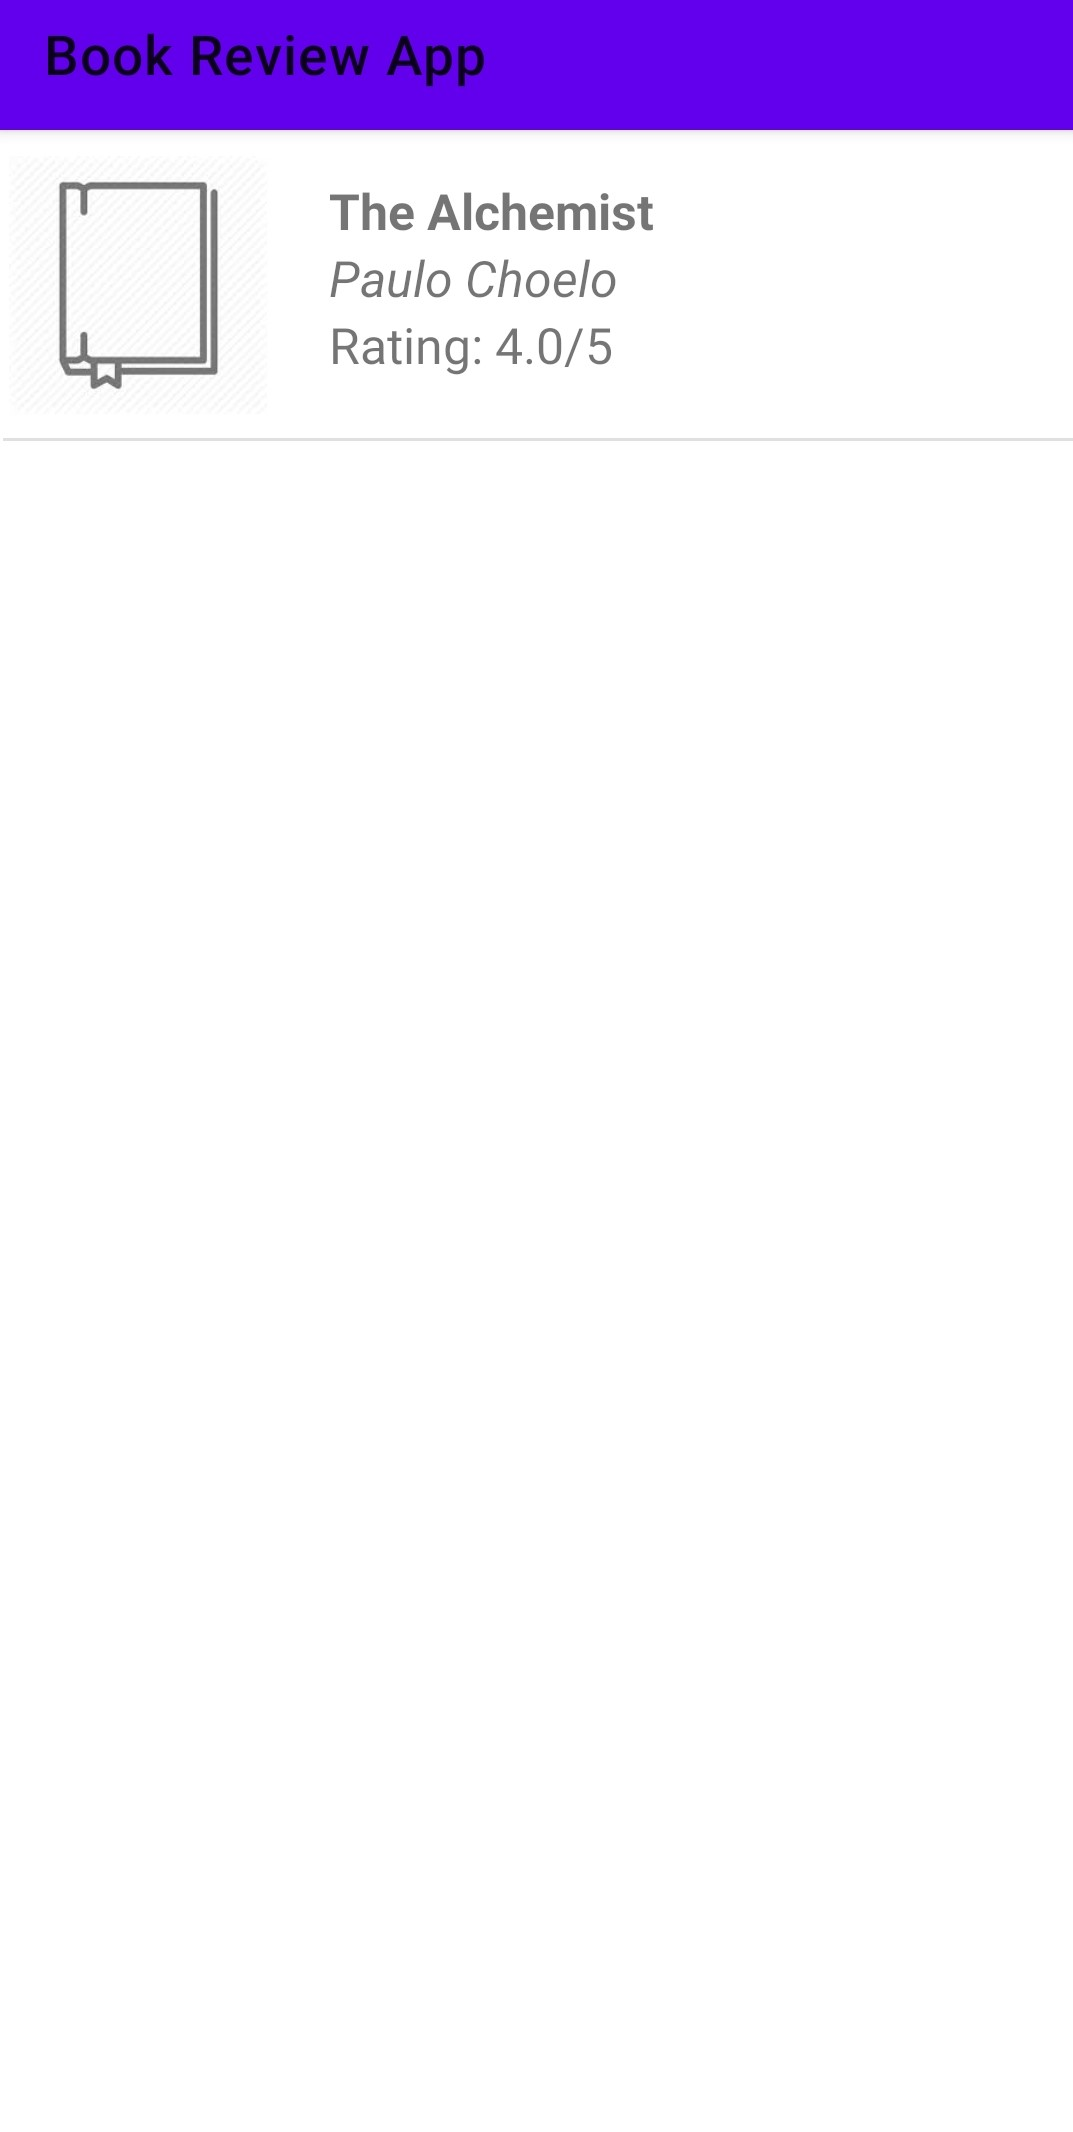 Book Review App
The Alchemist
Paulo Choelo
Rating: 4.0/5